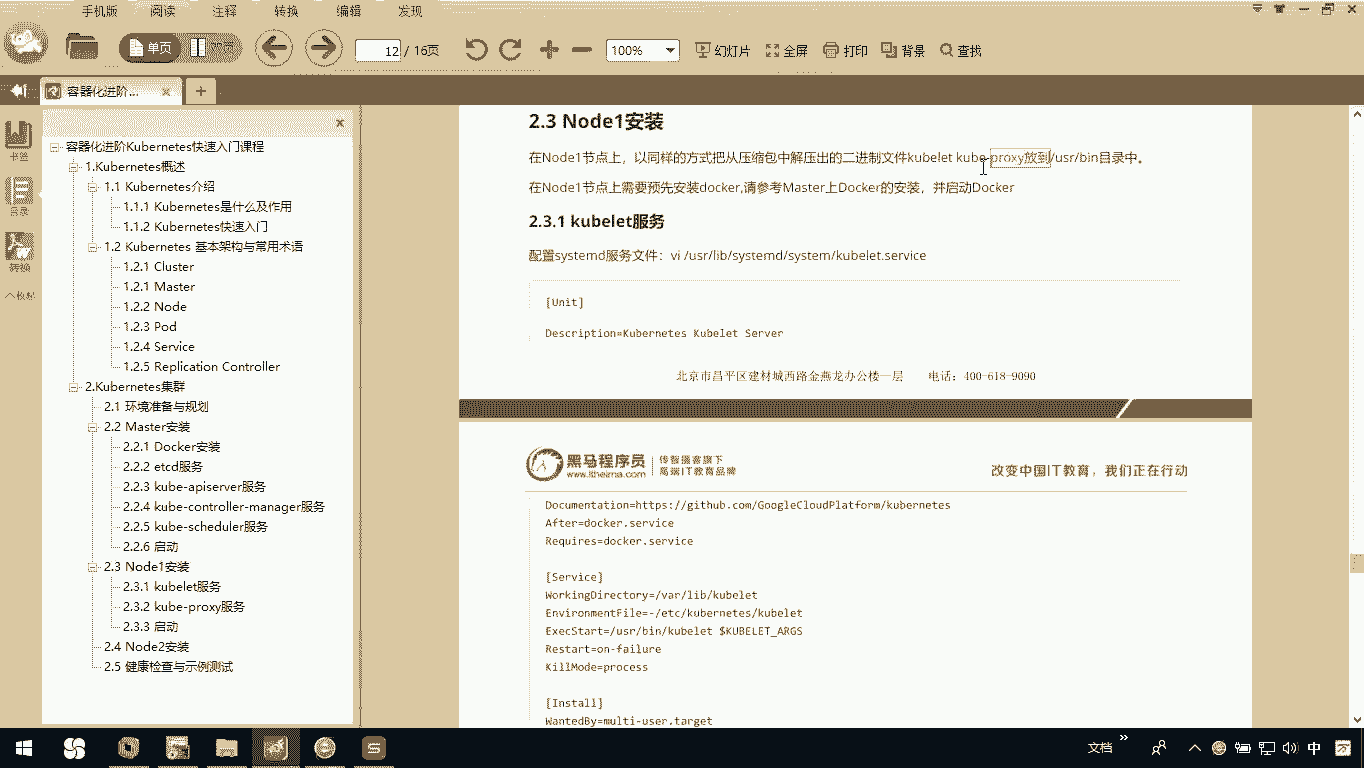 手机版 阅读 注释 转换 编辑 发现
单页 12 / 16页 100% 幻灯片 全屏 打印 背景 查找
容器化进阶... × +
书签
目录
转换
容器化进阶Kubernetes快速入门课程
1.Kubernetes概述
1.1 Kubernetes介绍
1.1.1 Kubernetes是什么及作用
1.1.2 Kubernetes快速入门
1.2 Kubernetes 基本架构与常用术语
1.2.1 Cluster
1.2.1 Master
1.2.2 Node
1.2.3 Pod
1.2.4 Service
1.2.5 Replication Controller
2.Kubernetes集群
2.1 环境准备与规划
2.2 Master安装
2.2.1 Docker安装
2.2.2 etcd服务
2.2.3 kube-apiserver服务
2.2.4 kube-controller-manager服务
2.2.5 kube-scheduler服务
2.2.6 启动
2.3 Node1安装
2.3.1 kubelet服务
2.3.2 kube-proxy服务
2.3.3 启动
2.4 Node2安装
2.5 健康检查与示例测试
2.3 Node1安装
在Node1节点上，以同样的方式把从压缩包中解压出的二进制文件kubelet kube-proxy放到/usr/bin目录中。
在Node1节点上需要预先安装docker,请参考Master上Docker的安装，并启动Docker
2.3.1 kubelet服务
配置systemd服务文件：vi /usr/lib/systemd/system/kubelet.service
[Unit]
Description=Kubernetes Kubelet Server
北京市昌平区建材城西路金燕龙办公楼一层 电话：400-618-9090
黑马程序员 www.itheima.com 传智播客旗下 高端IT教育品牌
改变中国IT教育，我们正在行动
Documentation=https://github.com/GoogleCloudPlatform/kubernetes
After=docker.service
Requires=docker.service
[Service]
WorkingDirectory=/var/lib/kubelet
EnvironmentFile=-/etc/kubernetes/kubelet
ExecStart=/usr/bin/kubelet $KUBELET_ARGS
Restart=on-failure
KillMode=process
[Install]
WantedBy=multi-user.target
文档 » 中